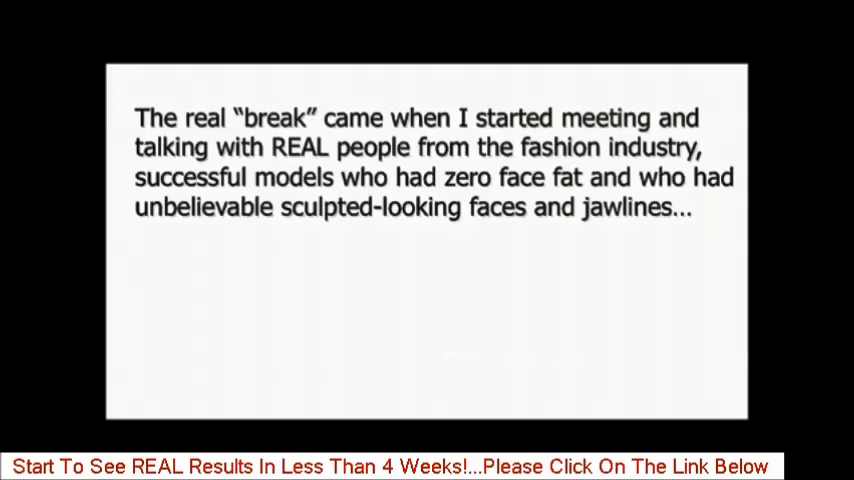 The real “break” came when I started meeting and
talking with REAL people from the fashion industry,
successful models who had zero face fat and who had
unbelievable sculpted-looking faces and jawlines...
Start To See REAL Results In Less Than 4 Weeks!...Please Click On The Link Below